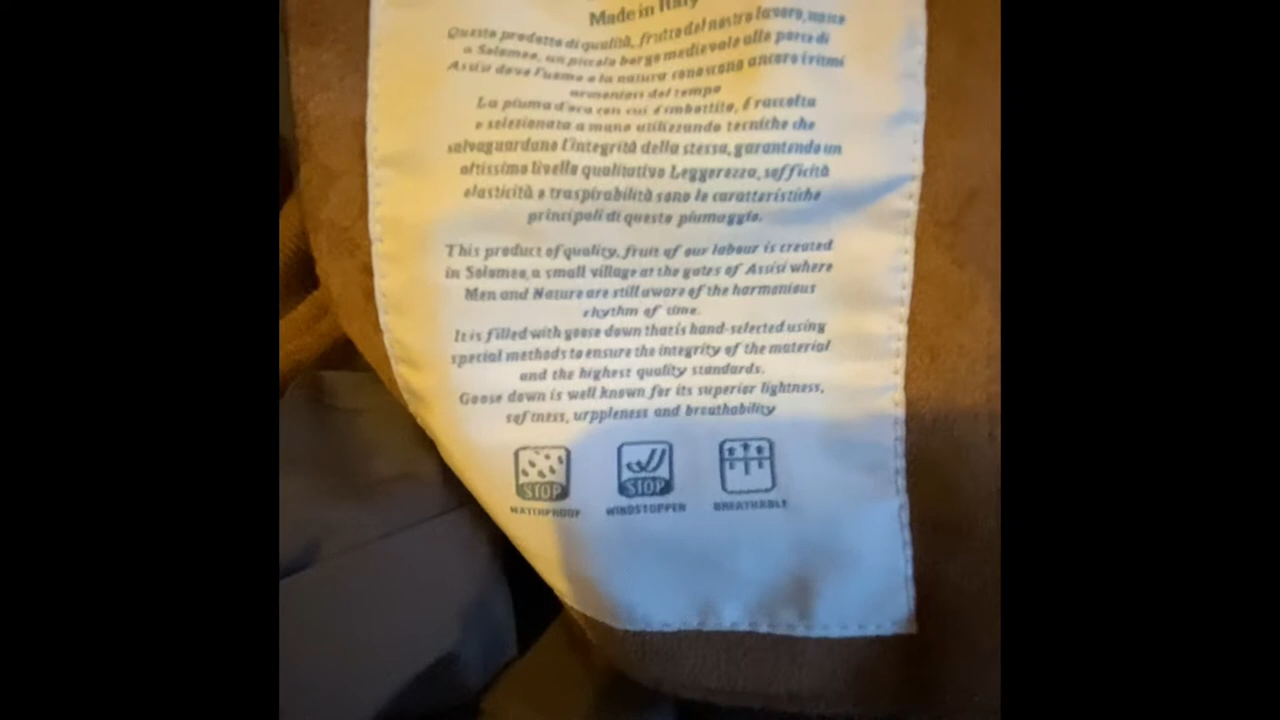 Made in Italy
Questo prodotto di qualità, frutto del nostro lavoro, nasce
a Solomeo, un piccolo borgo medievale alle porte di
Assisi dove l'uomo e la natura conoscono ancora i ritmi
armoniosi del tempo
La piuma d'oca con cui è imbottito, è raccolta
e selezionata a mano utilizzando tecniche che
salvaguardano l'integrità della stessa, garantendo un
altissimo livello qualitativo Leggerezza, sofficità
elasticità e traspirabilità sono le caratteristiche
principali di questo piumaggio.
This product of quality, fruit of our labour is created
in Solomeo, a small village at the gates of Assisi where
Men and Nature are still aware of the harmonious
rhythm of time.
It is filled with goose down that is hand-selected using
special methods to ensure the integrity of the material
and the highest quality standards.
Goose down is well known for its superior lightness,
softness, urppleness and breathability
STOP STOP
WATHPROOF WINDSTOPPER BREATHABLE